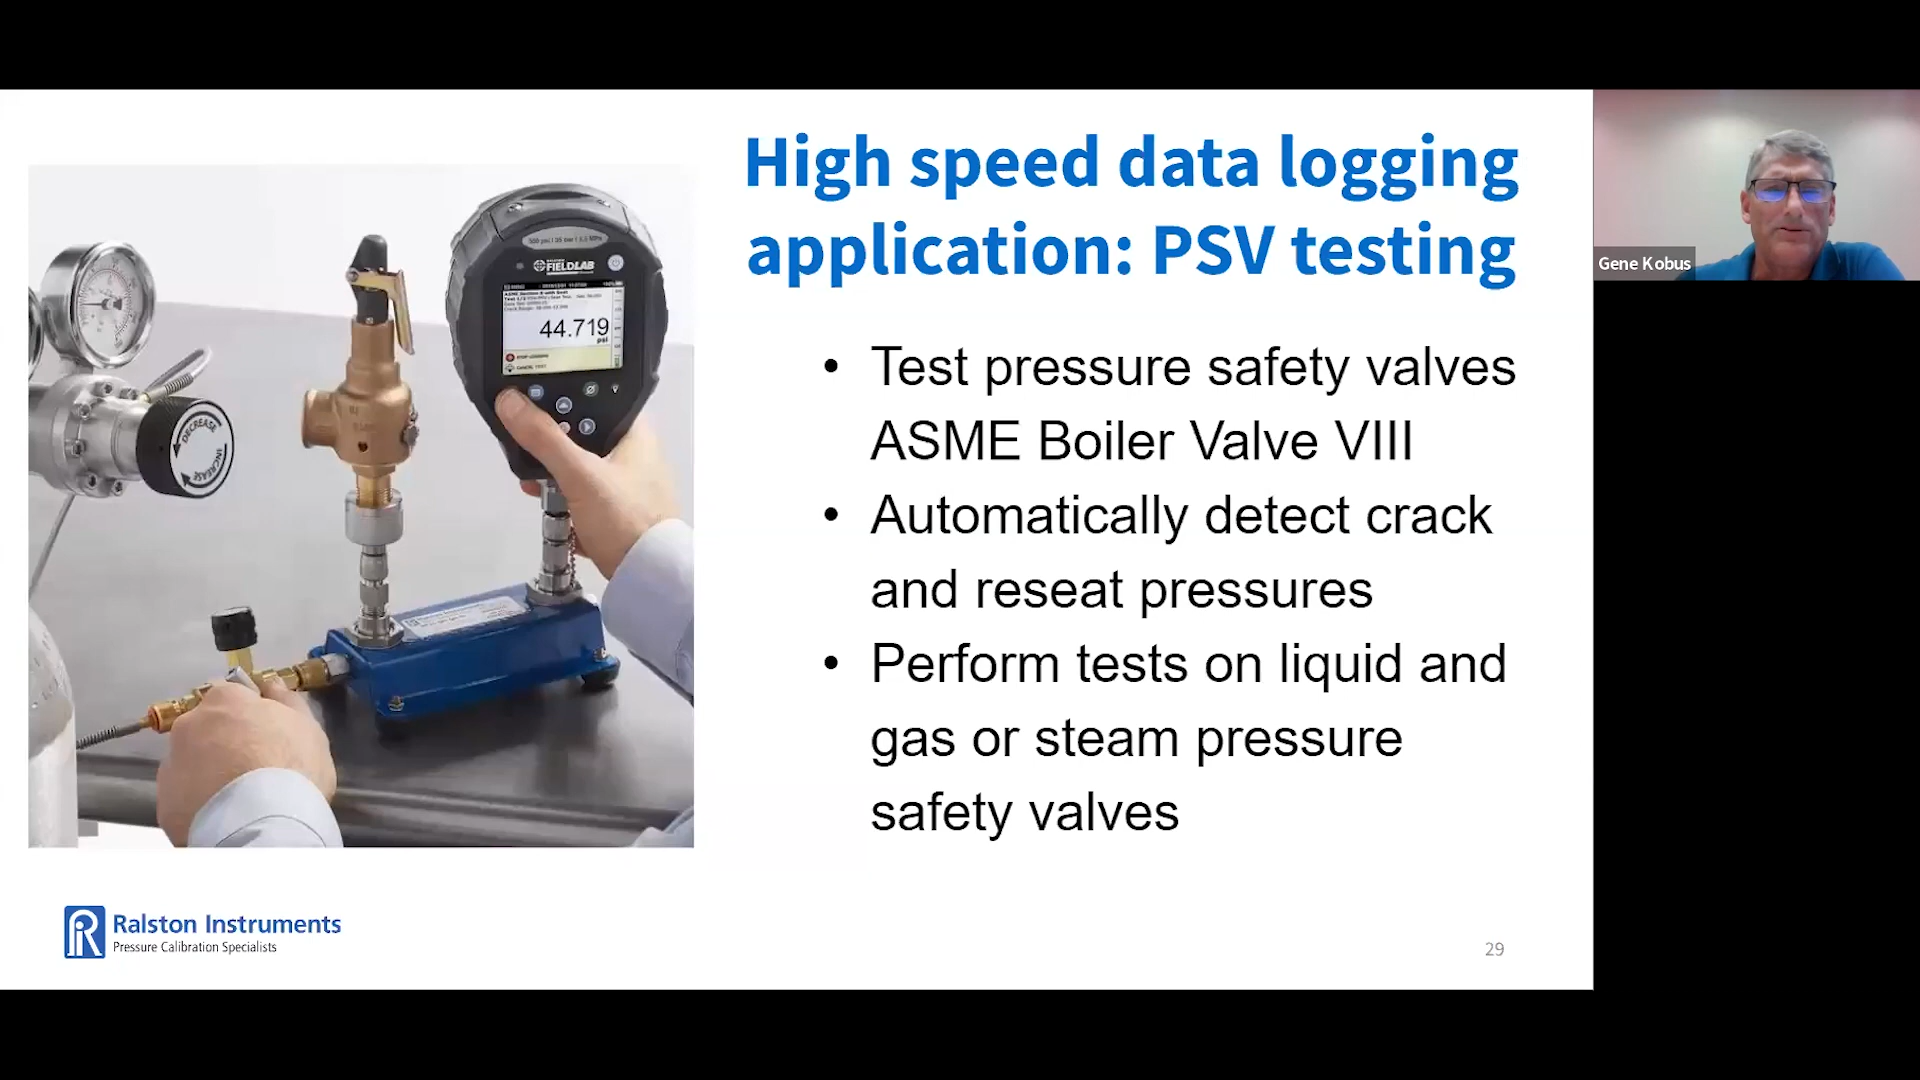 High speed data logging
application: PSV testing
Gene Kobus
• Test pressure safety valves
ASME Boiler Valve VIII
• Automatically detect crack
and reseat pressures
• Perform tests on liquid and
gas or steam pressure
safety valves
FIELDLAB
44.719
psi
DECREASE
INCREASE
Ralston Instruments
Pressure Calibration Specialists
29